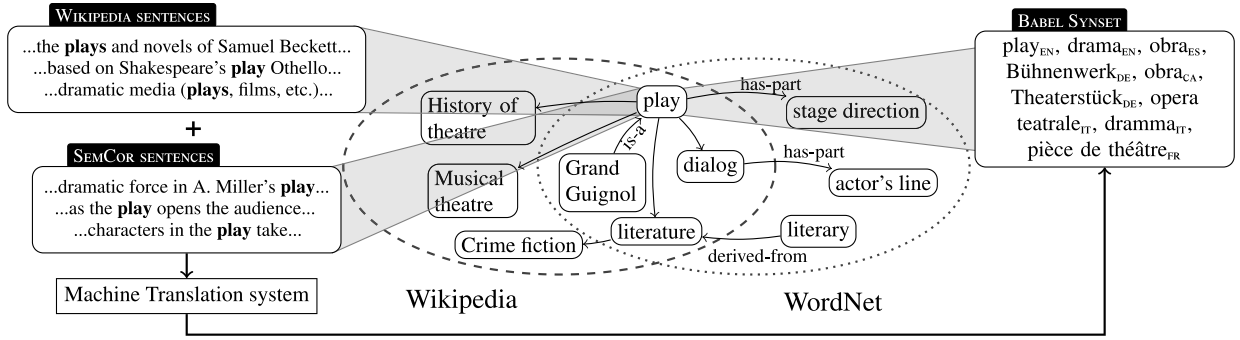 WIKIPEDIA SENTENCES
...the plays and novels of Samuel Beckett...
...based on Shakespeare's play Othello...
...dramatic media (plays, films, etc.)...
+
SEMCOR SENTENCES
...dramatic force in A. Miller's play...
...as the play opens the audience...
...characters in the play take...
Machine Translation system
History of
theatre
play
has-part
stage direction
is-a
Musical
theatre
Grand
Guignol
dialog
has-part
actor's line
Crime fiction
literature
literary
derived-from
Wikipedia
WordNet
BABEL SYNSET
playEN, dramaEN, obraES,
BühnenwerkDE, obraCA,
TheaterstückDE, opera
teatraleIT, drammaIT,
pièce de théâtreFR